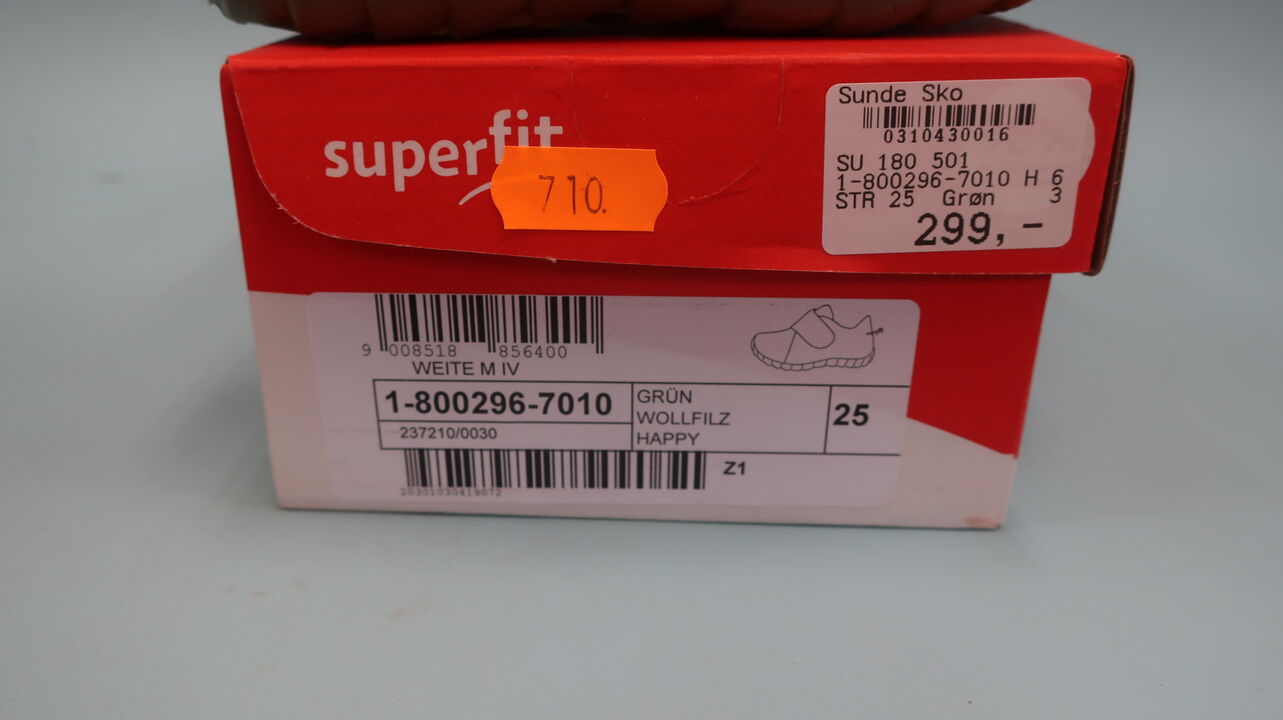 superfit
710.
Sunde Sko
0310430016
SU 180 501
1-800296-7010 H 6
STR 25 Grøn 3
299,-
9 008518 856400
WEITE M IV
1-800296-7010
237210/0030
GRÜN
WOLLFILZ
HAPPY
25
Z1
20301030419072